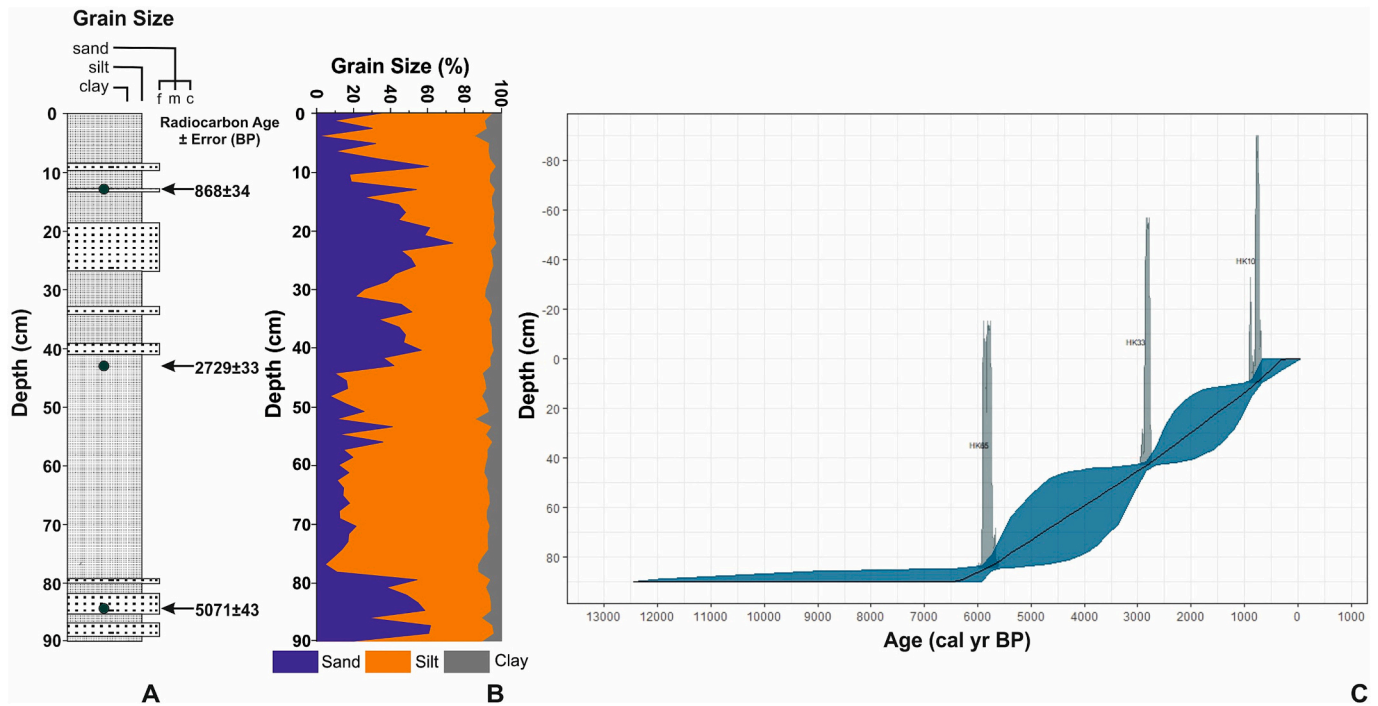 Grain Size
sand
silt
clay
f m c
Radiocarbon Age
± Error (BP)
0
10
20
30
40
50
60
70
80
90
Depth (cm)
868±34
2729±33
5071±43
A
Grain Size (%)
0 20 40 60 80 100
0
10
20
30
40
50
60
70
80
90
Depth (cm)
Sand Silt Clay
B
-80
-60
-40
-20
0
20
40
60
80
Depth (cm)
HK10
HK33
HK65
13000 12000 11000 10000 9000 8000 7000 6000 5000 4000 3000 2000 1000 0 1000
Age (cal yr BP)
C